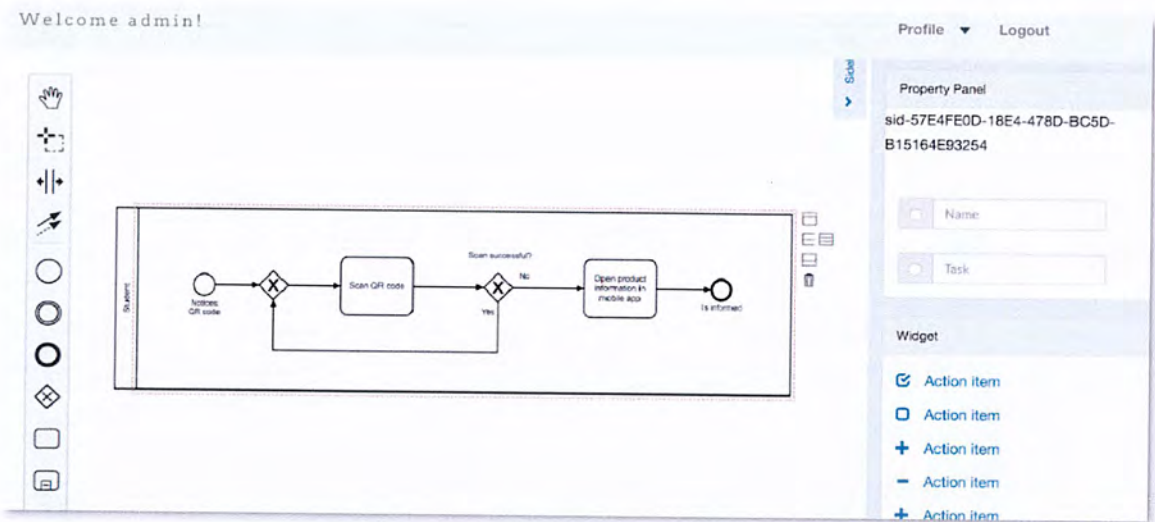 Welcome admin!
Profile
Logout
Side
Property Panel
sid-57E4FE0D-18E4-478D-BC5D-
B15164E93254
Name
Task
Student
Notices
QR code
Scan QR code
Scan successful?
No
Yes
Open product
information in
mobile app
Is informed
Widget
Action item
Action item
Action item
Action item
Action item